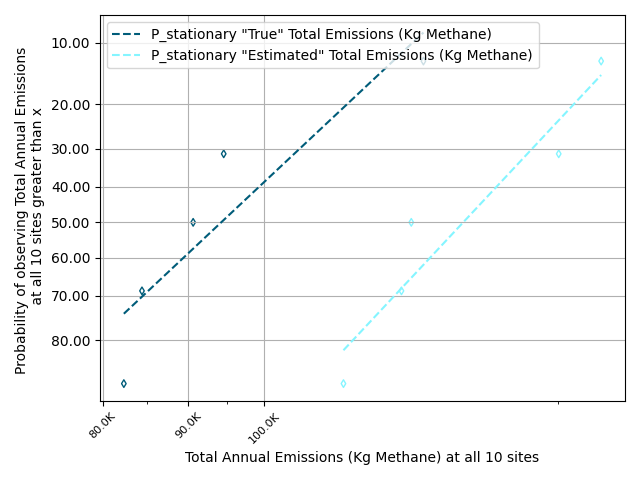 P_stationary "True" Total Emissions (Kg Methane)
P_stationary "Estimated" Total Emissions (Kg Methane)
Probability of observing Total Annual Emissions
at all 10 sites greater than x
10.00
20.00
30.00
40.00
50.00
60.00
70.00
80.00
80.0K
90.0K
100.0K
Total Annual Emissions (Kg Methane) at all 10 sites